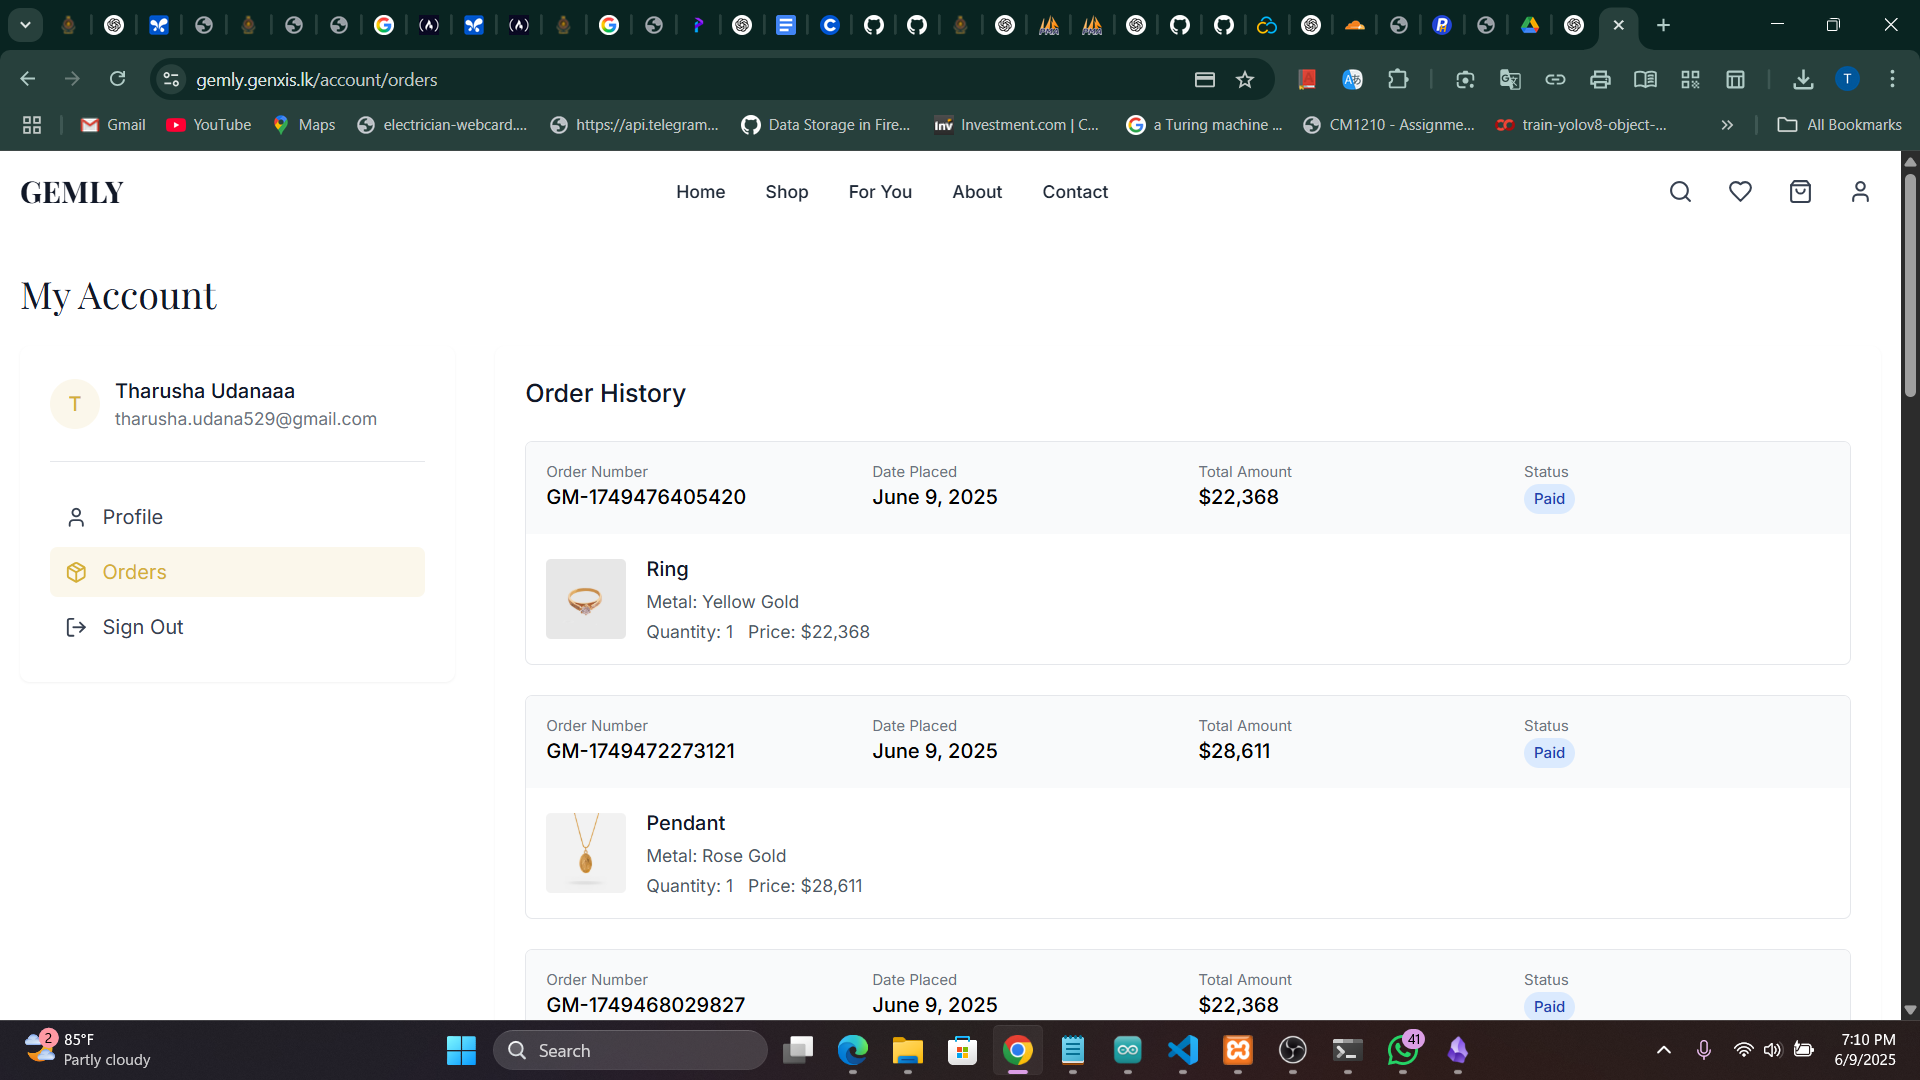 gemly.genxis.lk/account/orders
T
Gmail
YouTube
Maps
electrician-webcard....
https://api.telegram...
Data Storage in Fire...
Inv
Investment.com | C...
a Turing machine ...
CM1210 - Assignme...
train-yolov8-object-...
All Bookmarks
GEMLY
Home
Shop
For You
About
Contact
My Account
T
Tharusha Udanaaa
tharusha.udana529@gmail.com
Profile
Orders
Sign Out
Order History
Order Number
Date Placed
Total Amount
Status
GM-1749476405420
June 9, 2025
$22,368
Paid
Ring
Metal: Yellow Gold
Quantity: 1 Price: $22,368
Order Number
Date Placed
Total Amount
Status
GM-1749472273121
June 9, 2025
$28,611
Paid
Pendant
Metal: Rose Gold
Quantity: 1 Price: $28,611
Order Number
Date Placed
Total Amount
Status
GM-1749468029827
June 9, 2025
$22,368
Paid
2
85°F
Partly cloudy
Search
41
7:10 PM
6/9/2025